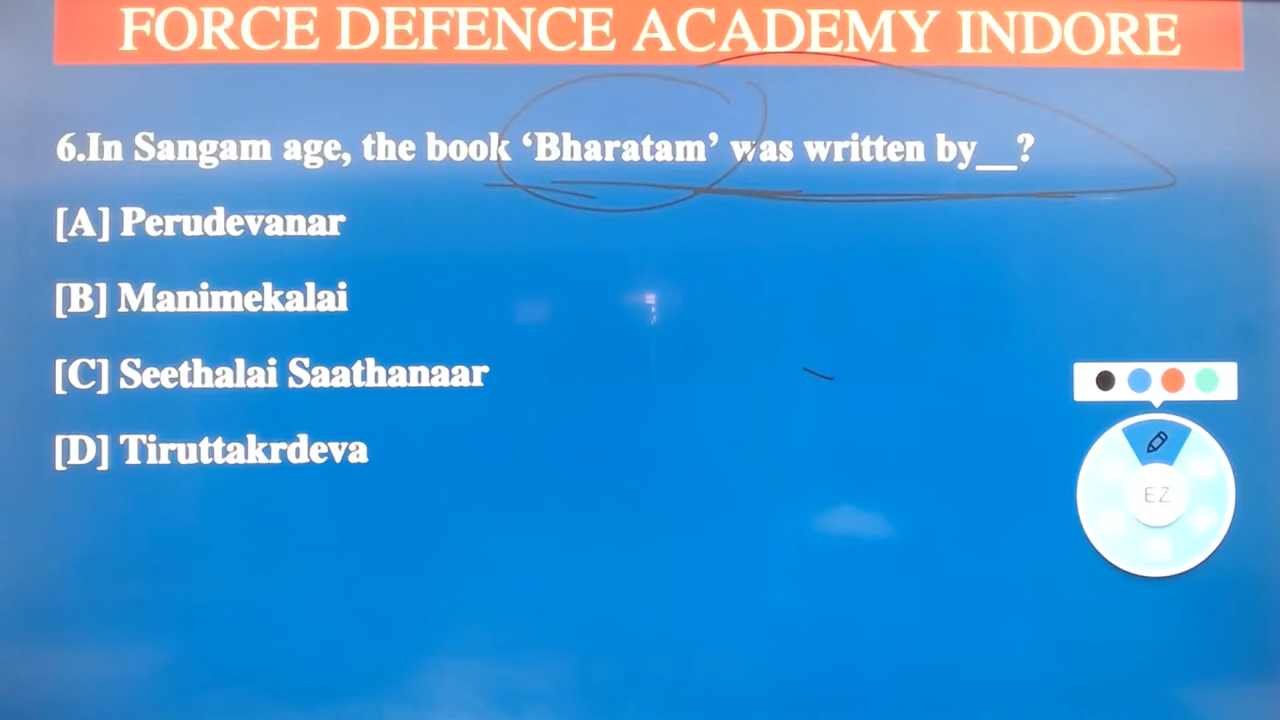 FORCE DEFENCE ACADEMY INDORE
6.In Sangam age, the book ‘Bharatam’ was written by__?
[A] Perudevanar
[B] Manimekalai
[C] Seethalai Saathanaar
[D] Tiruttakrdeva
EZ